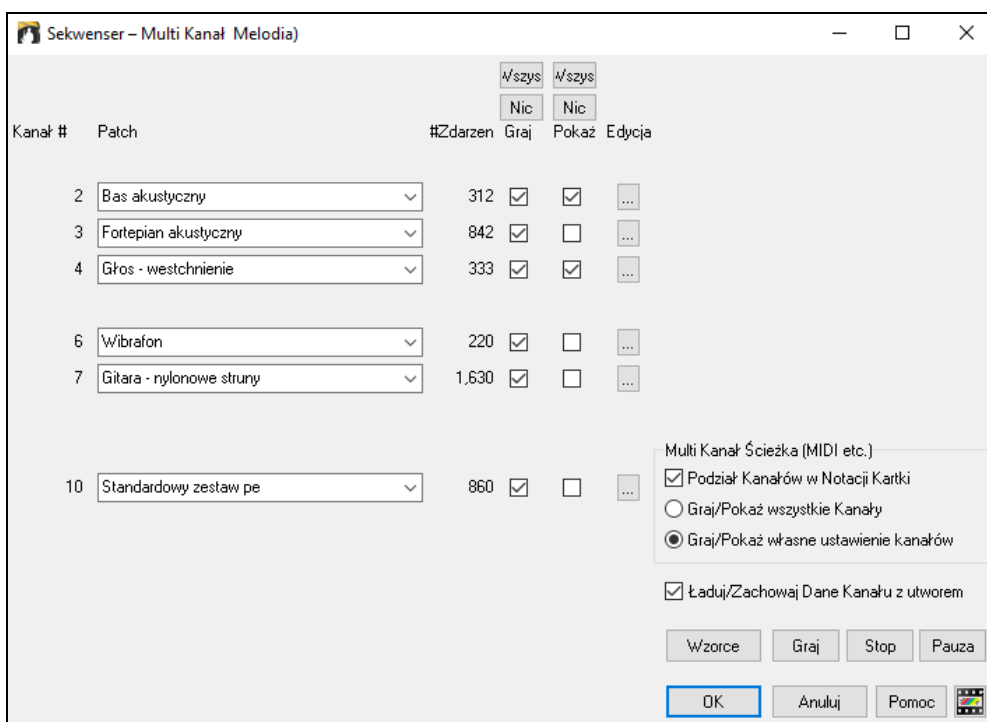 Sekwenser – Multi Kanał  Melodia)
Wszys Wszys
Nic Nic
Kanał # Patch #Zdarzen Graj Pokaż Edycja
2 Bas akustyczny 312 ...
3 Fortepian akustyczny 842 ...
4 Głos - westchnienie 333 ...
6 Wibrafon 220 ...
7 Gitara - nylonowe struny 1,630 ...
Multi Kanał Ścieżka (MIDI etc.)
10 Standardowy zestaw pe 860 ...
Podział Kanałów w Notacji Kartki
Graj/Pokaż wszystkie Kanały
Graj/Pokaż własne ustawienie kanałów
Ładuj/Zachowaj Dane Kanału z utworem
Wzorce Graj Stop Pauza
OK Anuluj Pomoc